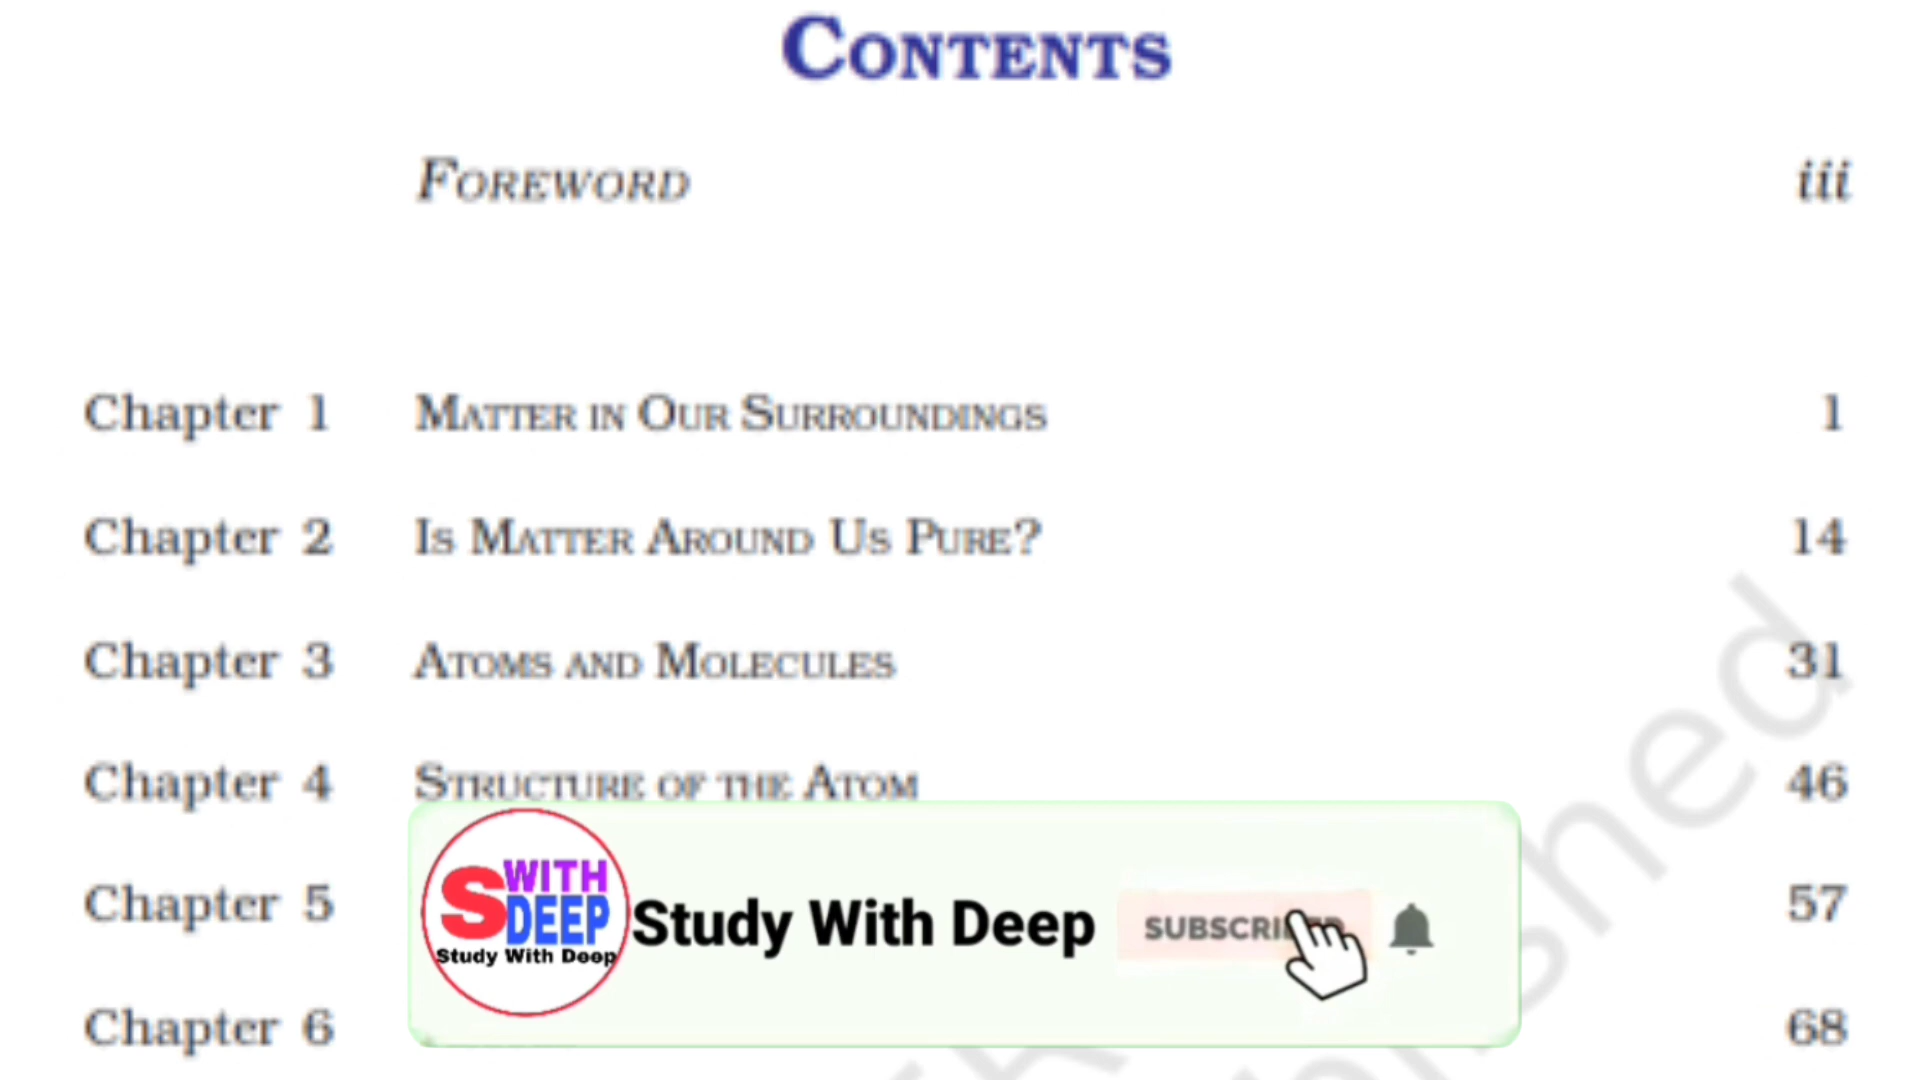 CONTENTS
FOREWORD iii
Chapter 1 MATTER IN OUR SURROUNDINGS 1
Chapter 2 IS MATTER AROUND US PURE? 14
Chapter 3 ATOMS AND MOLECULES 31
Chapter 4 STRUCTURE OF THE ATOM 46
Chapter 5 57
Chapter 6 68
S WITH DEEP
Study With Deep
Study With Deep
SUBSCRIBED